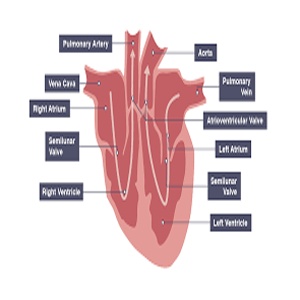 Pulmonary Artery
Aorta
Vena Cava
Pulmonary
Vein
Right Atrium
Atrioventricular Valve
Semilunar
Valve
Left Atrium
Right Ventricle
Semilunar
Valve
Left Ventricle